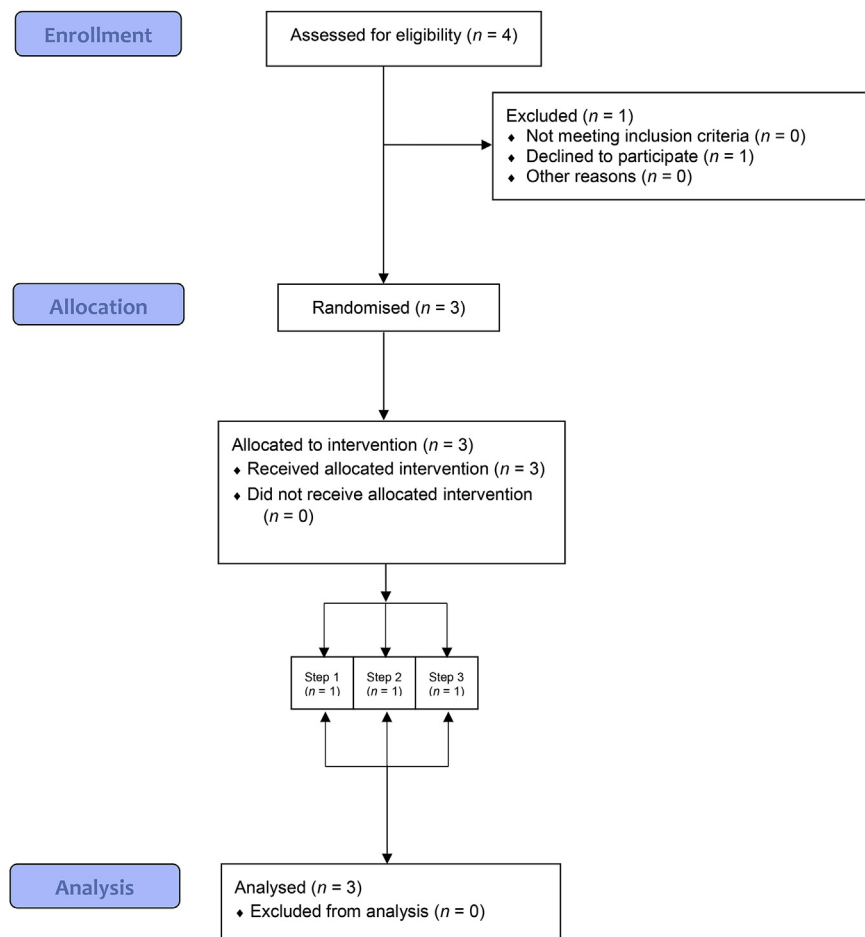 Enrollment
Assessed for eligibility (n = 4)
Excluded (n = 1)
♦ Not meeting inclusion criteria (n = 0)
♦ Declined to participate (n = 1)
♦ Other reasons (n = 0)
Allocation
Randomised (n = 3)
Allocated to intervention (n = 3)
♦ Received allocated intervention (n = 3)
♦ Did not receive allocated intervention
(n = 0)
Step 1
(n = 1)
Step 2
(n = 1)
Step 3
(n = 1)
Analysis
Analysed (n = 3)
♦ Excluded from analysis (n = 0)